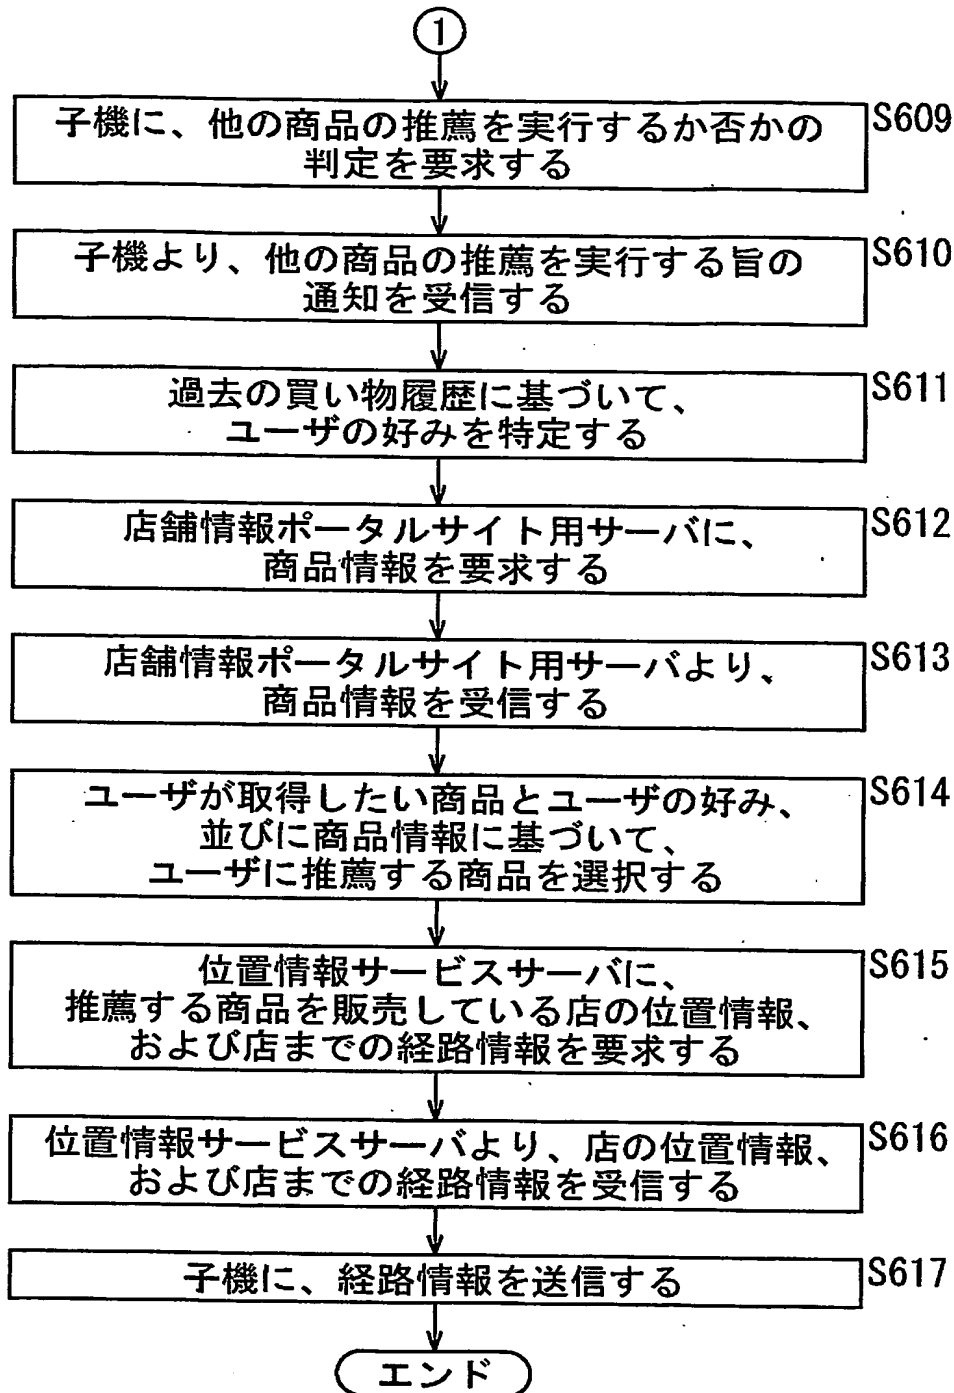 1
子機に、他の商品の推薦を実行するか否かの
判定を要求する
S609
子機より、他の商品の推薦を実行する旨の
通知を受信する
S610
過去の買い物履歴に基づいて、
ユーザの好みを特定する
S611
店舗情報ポータルサイト用サーバに、
商品情報を要求する
S612
店舗情報ポータルサイト用サーバより、
商品情報を受信する
S613
ユーザが取得したい商品とユーザの好み、
並びに商品情報に基づいて、
ユーザに推薦する商品を選択する
S614
位置情報サービスサーバに、
推薦する商品を販売している店の位置情報、
および店までの経路情報を要求する
S615
位置情報サービスサーバより、店の位置情報、
および店までの経路情報を受信する
S616
子機に、経路情報を送信する
S617
エンド